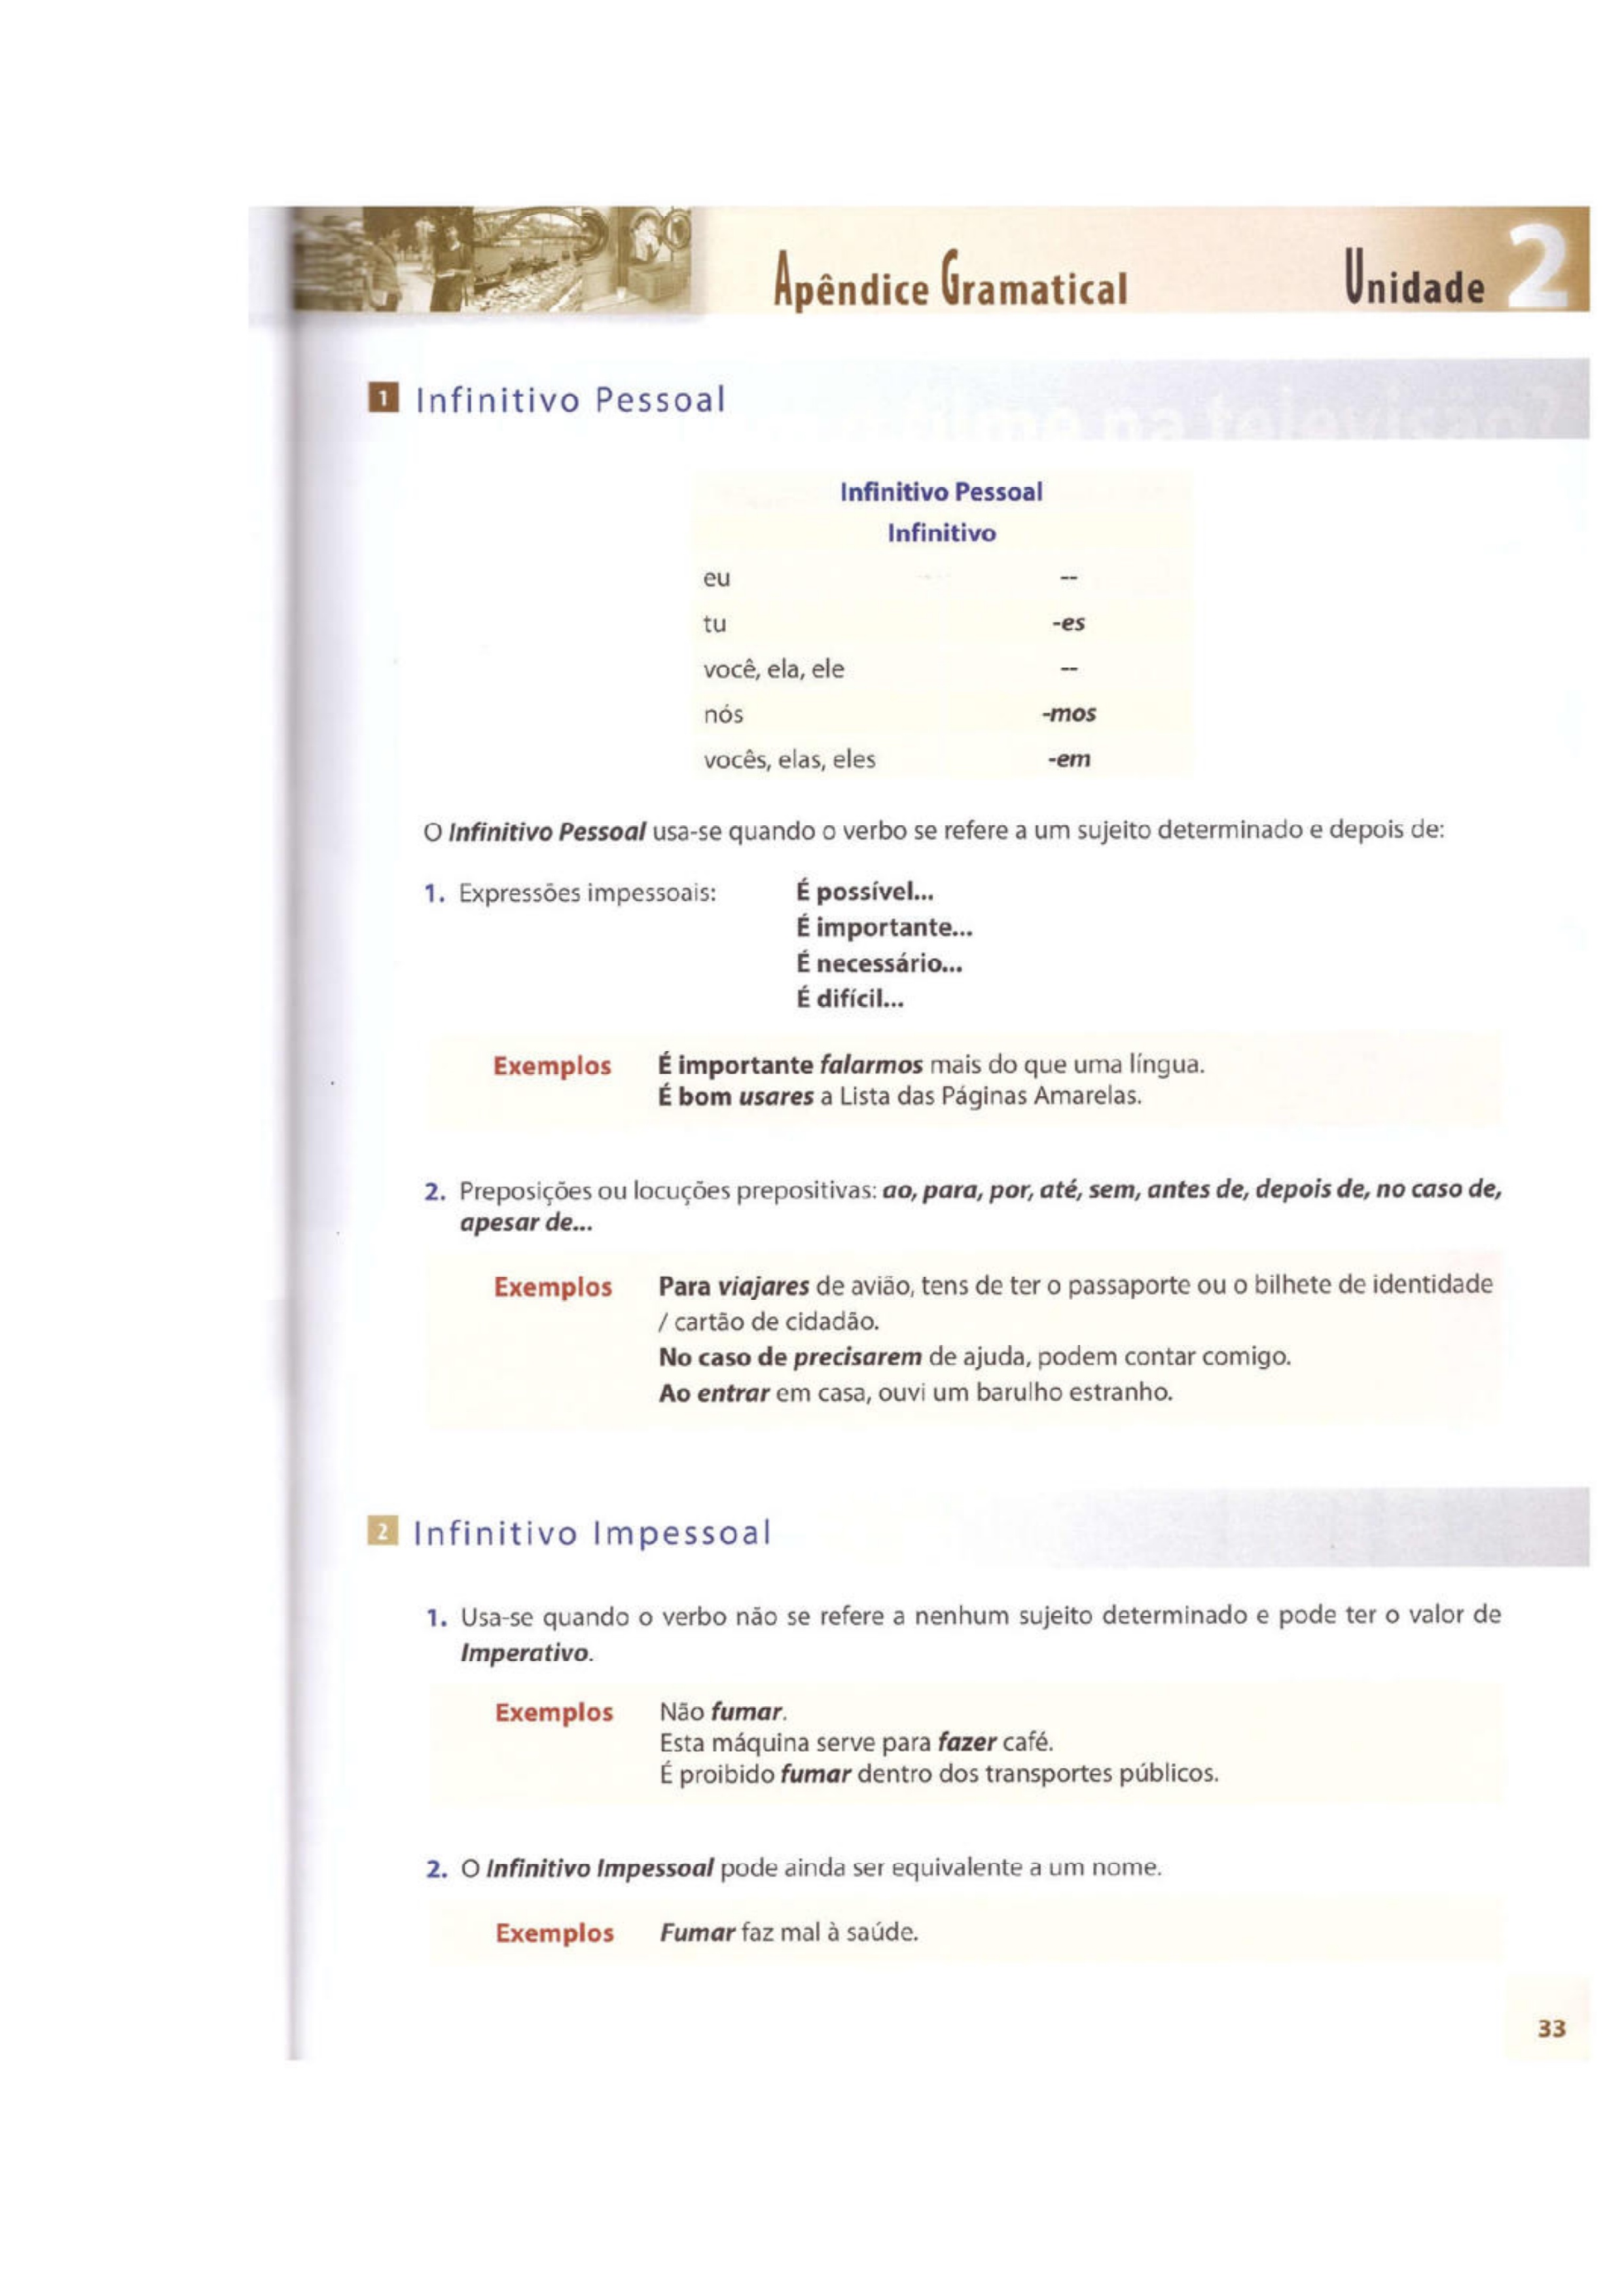 Apêndice Gramatical Unidade 2
1 Infinitivo Pessoal
Infinitivo Pessoal
Infinitivo
eu --
tu -es
você, ela, ele --
nós -mos
vocês, elas, eles -em
O Infinitivo Pessoal usa-se quando o verbo se refere a um sujeito determinado e depois de:
1. Expressões impessoais: É possível...
É importante...
É necessário...
É difícil...
Exemplos É importante falarmos mais do que uma língua.
É bom usares a Lista das Páginas Amarelas.
2. Preposições ou locuções prepositivas: ao, para, por, até, sem, antes de, depois de, no caso de,
apesar de...
Exemplos Para viajares de avião, tens de ter o passaporte ou o bilhete de identidade
/ cartão de cidadão.
No caso de precisarem de ajuda, podem contar comigo.
Ao entrar em casa, ouvi um barulho estranho.
2 Infinitivo Impessoal
1. Usa-se quando o verbo não se refere a nenhum sujeito determinado e pode ter o valor de
Imperativo.
Exemplos Não fumar.
Esta máquina serve para fazer café.
É proibido fumar dentro dos transportes públicos.
2. O Infinitivo Impessoal pode ainda ser equivalente a um nome.
Exemplos Fumar faz mal à saúde.
33